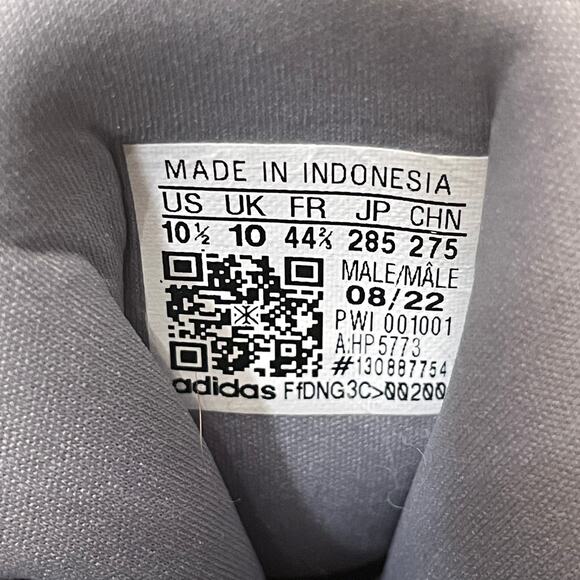 MADE IN INDONESIA
US UK FR JP CHN
10½ 10 44⅔ 285 275
MALE/MÂLE
08/22
PWI 001001
A:HP5773
#130887754
adidas FfDNG3C>00200